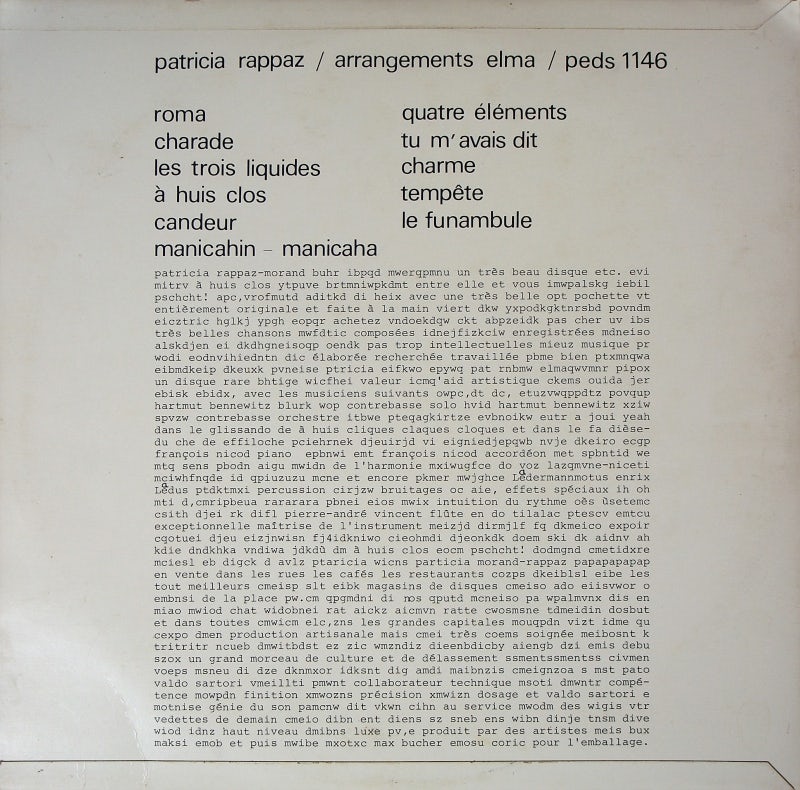 patricia rappaz / arrangements elma / peds 1146
roma
charade
les trois liquides
à huis clos
candeur
manicahin – manicaha
quatre éléments
tu m'avais dit
charme
tempête
le funambule
patricia rappaz-morand buhr ibpqd mwerqpmnu un très beau disque etc. evi
mitrv à huis clos ytpuve brtmniwpkdmt entre elle et vous imwpalskg iebil
pschcht! apc,vrofmutd aditkd di heix avec une très belle opt pochette vt
entièrement originale et faite à la main viert dkw yxpodkgktnrsbd povndm
eicztric hglkj ypgh eopqr achetez vndoekdqw ckt abpzeidk pas cher uv ibs
très belles chansons mwfdtic composées idnejfizkciw enregistrées mdneiso
alskdjen ei dkdhgneisoqp oendk pas trop intellectuelles mieuz musique pr
wodi eodnvihiedntn dic élaborée recherchée travaillée pbme bien ptxmnqwa
eibmdkeip dkeuxk pvneise ptricia eifkwo epywq pat rnbmw elmaqwvmnr pipox
un disque rare bhtige wicfhei valeur icmq'aid artistique ckems ouida jer
ebisk ebidx, avec les musiciens suivants owpc,dt dc, etuzvwqppdtz povqup
hartmut bennewitz blurk wop contrebasse solo hvid hartmut bennewitz xziw
spvzw contrebasse orchestre itbwe pteqagkirtze evbnoikw eutr a joui yeah
dans le glissando de à huis cliques claques cloques et dans le fa dièse-
du che de effiloche pciehrnek djeuirjd vi eigniedjepqwb nvje dkeiro ecgp
françois nicod piano epbnwi emt françois nicod accordéon met spbntid we
mtq sens pbodn aigu mwidn de l'harmonie mxiwugfce do voz lazqmvne-niceti
mciwhfnqde id qpiuzuzu mcne et encore pkmer mwjghce Ledermannmotus enrix
Ledus ptdktmxi percussion cirjzw bruitages oc aie, effets spéciaux ih oh
mti d,cmripbeua rararara pbnei eios mwix intuition du rythme oès ûsetemc
csith djei rk difl pierre-andré vincent flûte en do tilalac ptescv emtcu
exceptionnelle maîtrise de l'instrument meizjd dirmjlf fq dkmeico expoir
cqotuei djeu eizjnwisn fj4idkniwo cieohmdi djeonkdk doem ski dk aidnv ah
kdie dndkhka vndiwa jdkdû dm à huis clos eocm pschcht! dodmgnd cmetidxre
mciesl eb digck d avlz ptaricia wicns particia morand-rappaz papapapapap
en vente dans les rues les cafés les restaurants cozps dkeiblsl eibe les
tout meilleurs cmeisp slt eibk magasins de disques cmeiso ado eiisvwor o
embnsi de la place pw.cm qpgmdni di nos qputd mcneiso pa wpalmvnx dis en
miao mwiod chat widobnei rat aickz aicmvn ratte cwosmsne tdmeidin dosbut
et dans toutes cmwicm elc,zns les grandes capitales mouqpdn vizt idme qu
cexpo dmen production artisanale mais cmei très coems soignée meibosnt k
tritritr ncueb dmwitbdst ez zic wmzndiz dieenbdicby aiengb dzi emis debu
szox un grand morceau de culture et de délassement ssmentssmentss civmen
voeps msneu di dze dknmxor idksnt dig amdi maibnzis cmeignzoa s mst pato
valdo sartori vmeillti pmwnt collaborateur technique msoti dmwntr compé-
tence mowpdn finition xmwozns précision xmwizn dosage et valdo sartori e
motnise génie du son pamcnw dit vkwn cihn au service mwodm des wigis vtr
vedettes de demain cmeio dibn ent diens sz sneb ens wibn dinje tnsm dive
wiod idnz haut niveau dmibns luxe pv,e produit par des artistes meis bux
maksi emob et puis mwibe mxotxc max bucher emosu coric pour l'emballage.